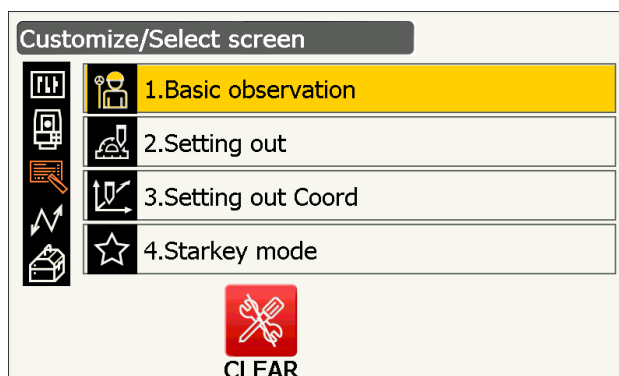 Customize/Select screen
1.Basic observation
2.Setting out
3.Setting out Coord
4.Starkey mode
CLEAR